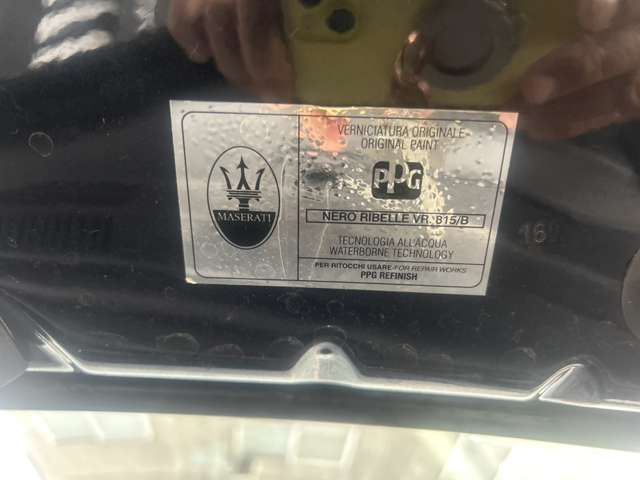 MASERATI
VERNICIATURA ORIGINALE
ORIGINAL PAINT
PPG
NERO RIBELLE VR. 815/B
TECNOLOGIA ALL'ACQUA
WATERBORNE TECHNOLOGY
PER RITOCCHI USARE-FOR REPAIR WORKS
PPG REFINISH